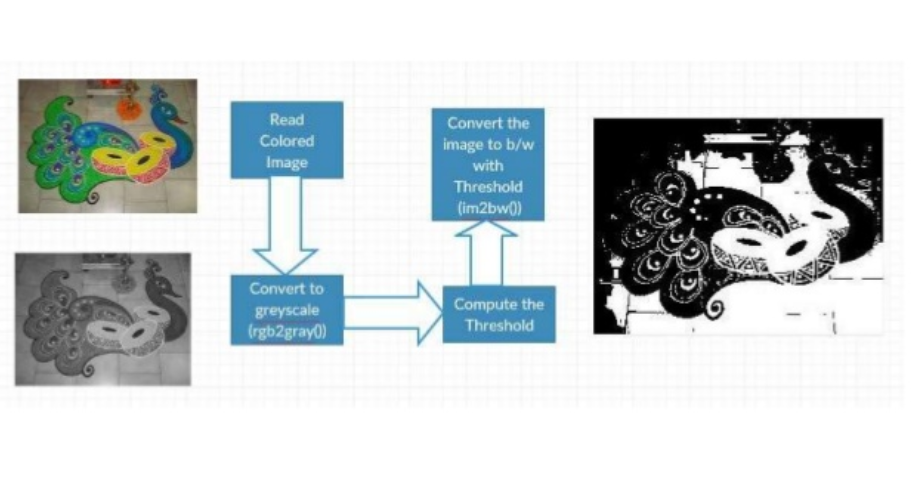 Read
Colored
Image
Convert to
greyscale
(rgb2gray())
Compute the
Threshold
Convert the
image to b/w
with
Threshold
(im2bw())